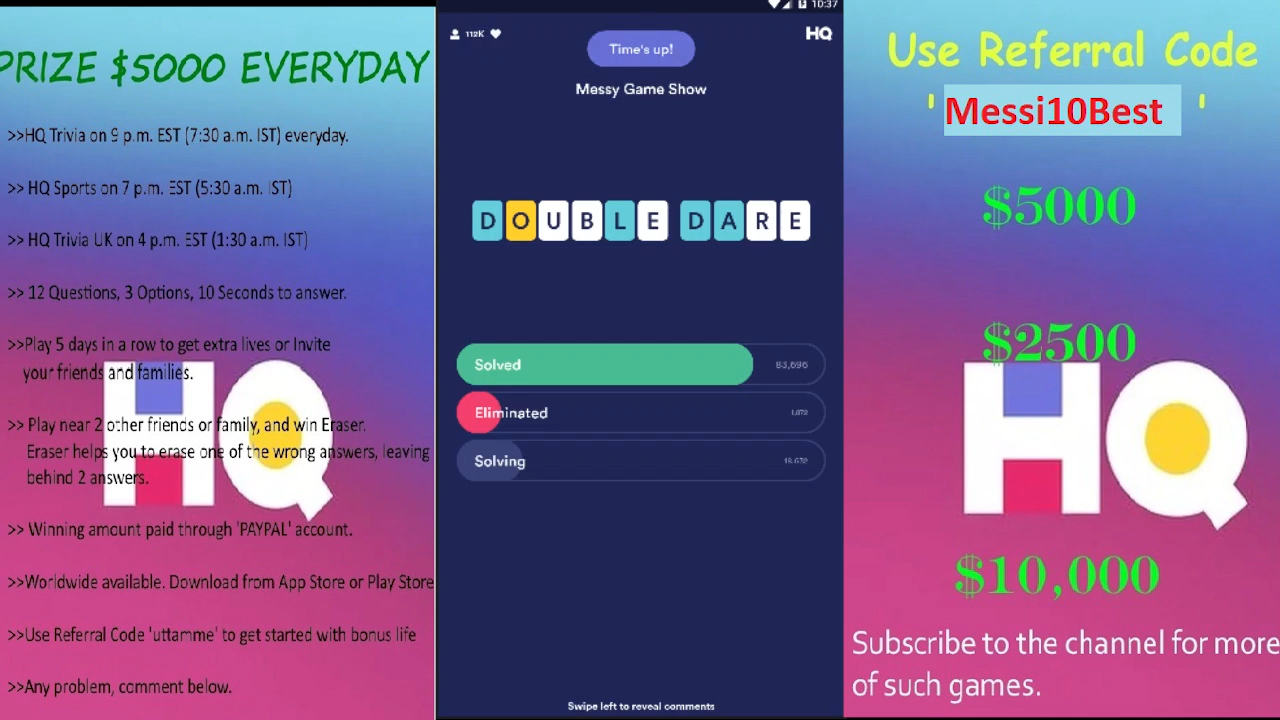 PRIZE $5000 EVERYDAY
>>HQ Trivia on 9 p.m. EST (7:30 a.m. IST) everyday.
>> HQ Sports on 7 p.m. EST (5:30 a.m. IST)
>> HQ Trivia UK on 4 p.m. EST (1:30 a.m. IST)
>> 12 Questions, 3 Options, 10 Seconds to answer.
>>Play 5 days in a row to get extra lives or Invite
your friends and families.
>> Play near 2 other friends or family, and win Eraser.
Eraser helps you to erase one of the wrong answers, leaving
behind 2 answers.
>> Winning amount paid through 'PAYPAL' account.
>>Worldwide available. Download from App Store or Play Store
>>Use Referral Code 'uttamme' to get started with bonus life
>>Any problem, comment below.
HQ
10:37
112K
HQ
Time's up!
Messy Game Show
DOUBLE DARE
Solved
Eliminated
Solving
Swipe left to reveal comments
Use Referral Code
' Messi10Best '
$5000
$2500
HQ
$10,000
Subscribe to the channel for more
of such games.